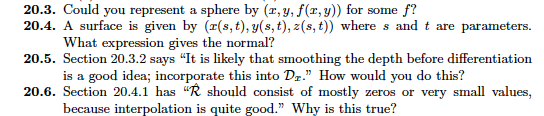 20.3. Could you represent a sphere by (x, y, f(x, y)) for some f?
20.4. A surface is given by (x(s, t), y(s, t), z(s, t)) where s and t are parameters.
What expression gives the normal?
20.5. Section 20.3.2 says “It is likely that smoothing the depth before differentiation
is a good idea; incorporate this into Dₓ.” How would you do this?
20.6. Section 20.4.1 has “R̂ should consist of mostly zeros or very small values,
because interpolation is quite good.” Why is this true?